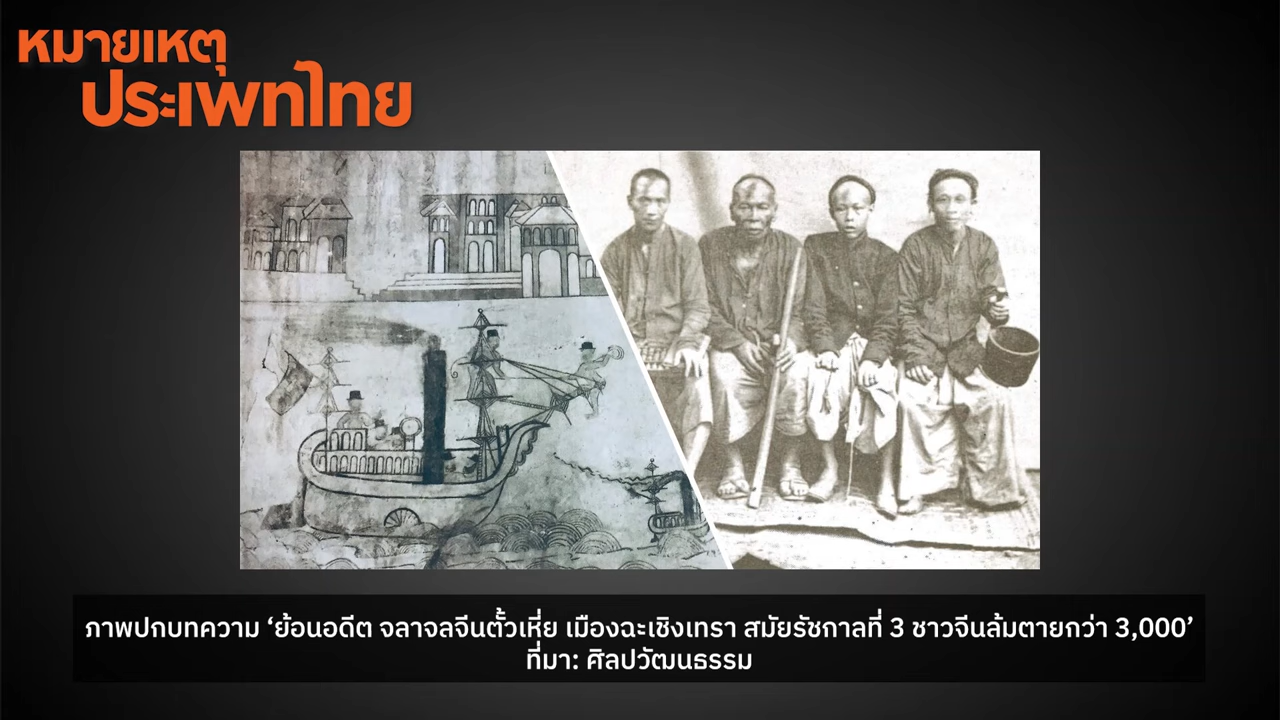 หมายเหตุ
ประเพทไทย
ภาพปกบทความ ‘ย้อนอดีต จลาจลจีนตั้วเหี่ย เมืองฉะเชิงเทรา สมัยรัชกาลที่ 3 ชาวจีนล้มตายกว่า 3,000’
ที่มา: ศิลปวัฒนธรรม